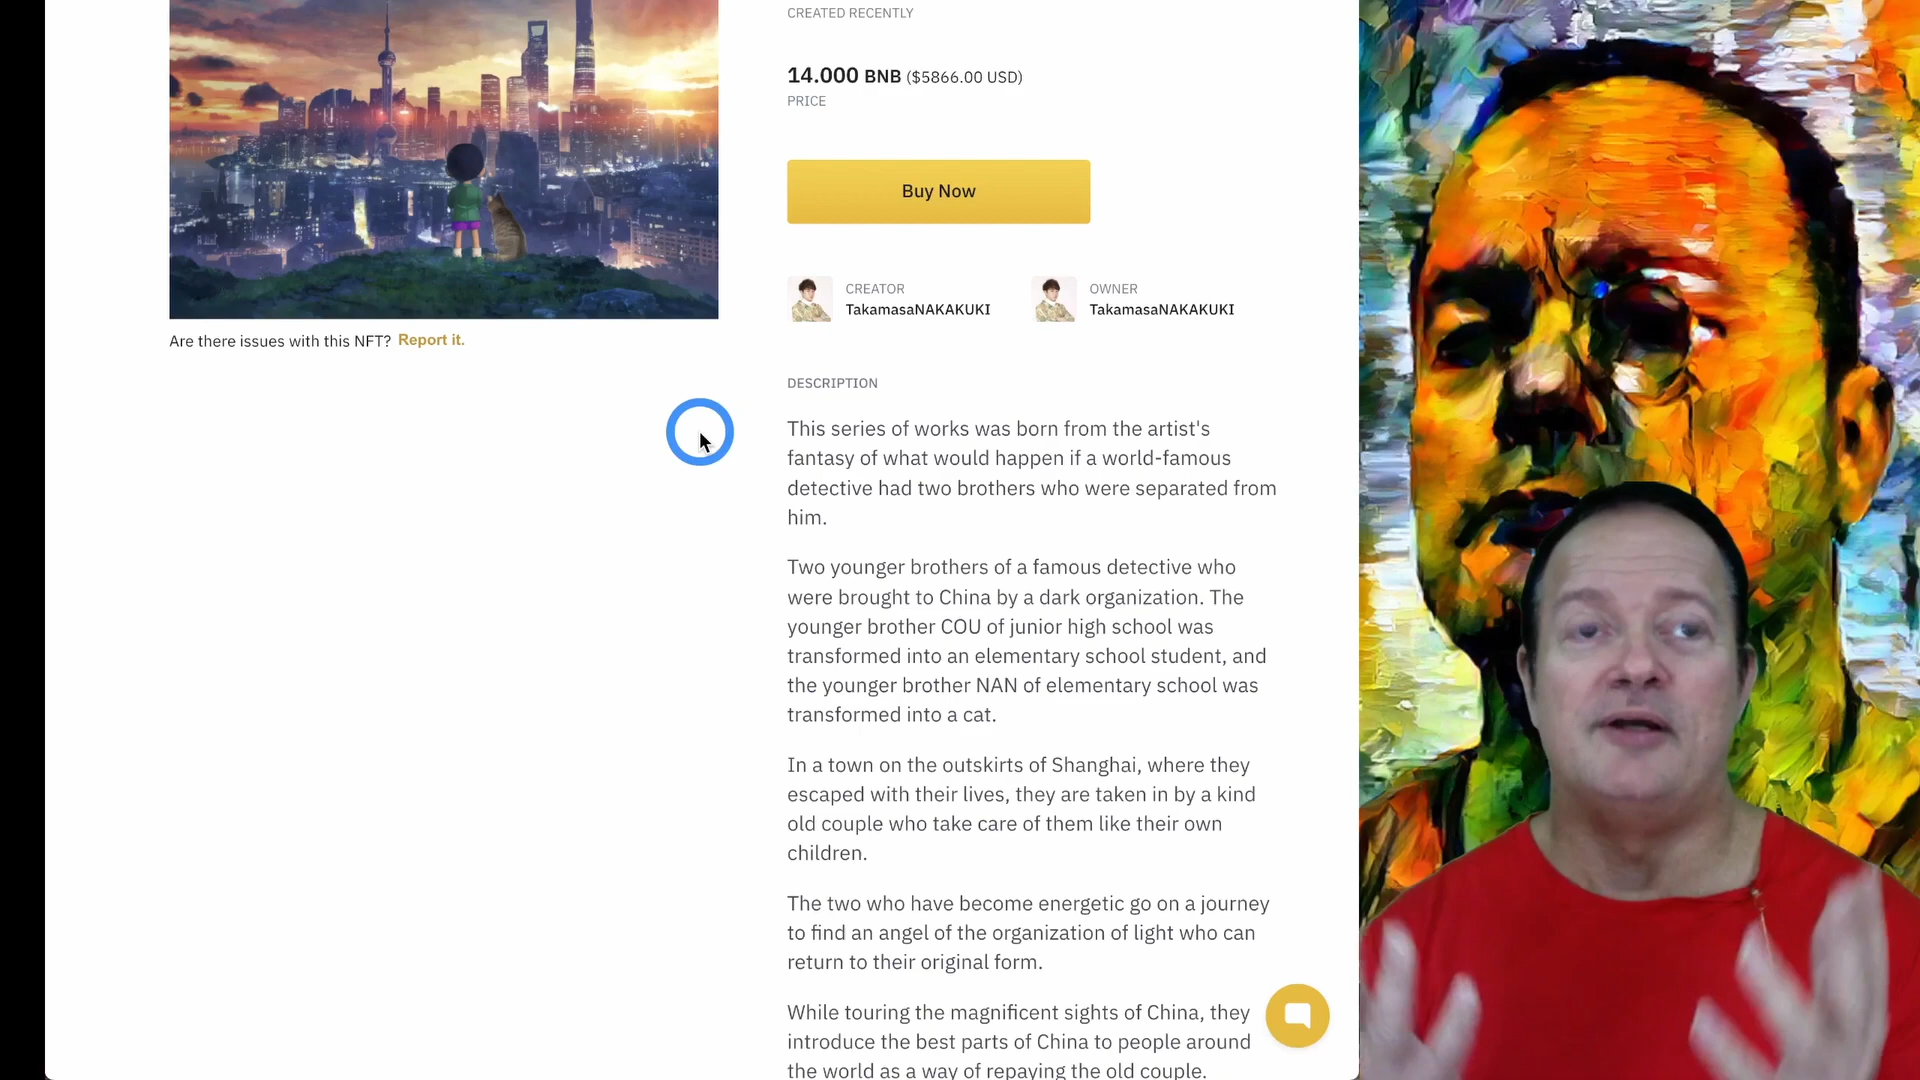 CREATED RECENTLY
14.000 BNB ($5866.00 USD)
PRICE
Buy Now
CREATOR
TakamasaNAKAKUKI
OWNER
TakamasaNAKAKUKI
Are there issues with this NFT? Report it.
DESCRIPTION
This series of works was born from the artist's
fantasy of what would happen if a world-famous
detective had two brothers who were separated from
him.
Two younger brothers of a famous detective who
were brought to China by a dark organization. The
younger brother COU of junior high school was
transformed into an elementary school student, and
the younger brother NAN of elementary school was
transformed into a cat.
In a town on the outskirts of Shanghai, where they
escaped with their lives, they are taken in by a kind
old couple who take care of them like their own
children.
The two who have become energetic go on a journey
to find an angel of the organization of light who can
return to their original form.
While touring the magnificent sights of China, they
introduce the best parts of China to people around
the world as a way of repaying the old couple.